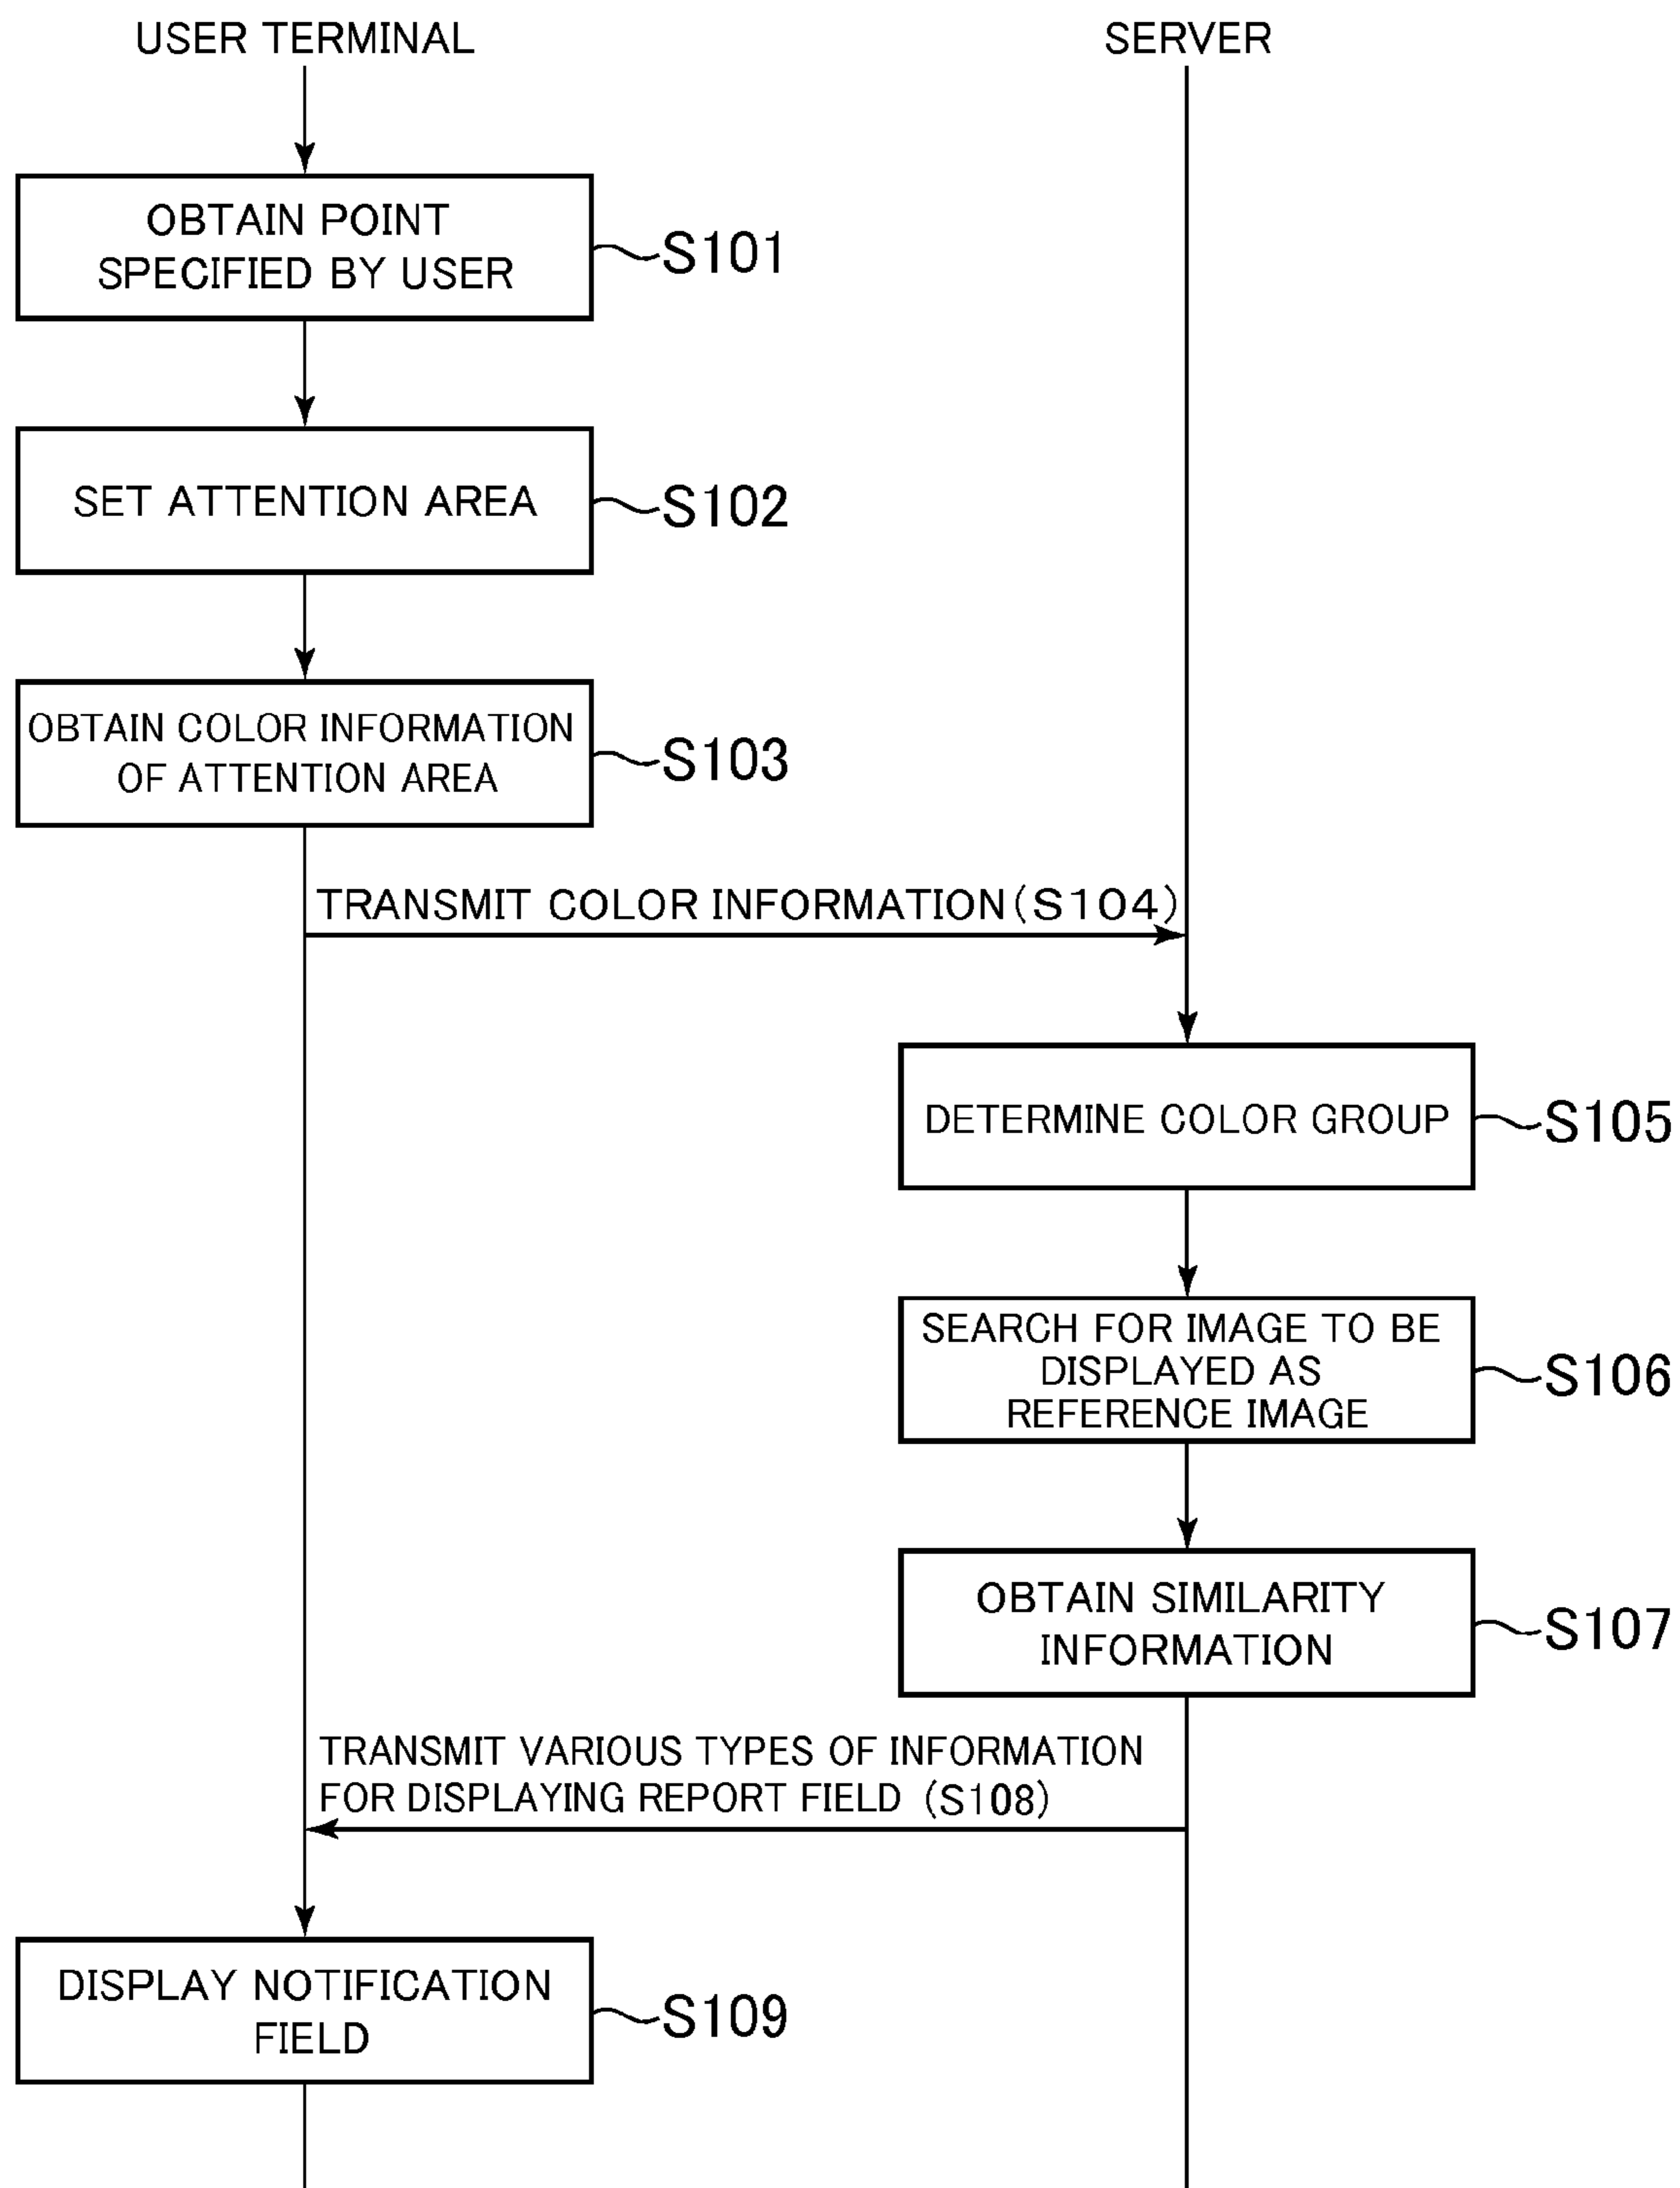 USER TERMINAL
SERVER
OBTAIN POINT
SPECIFIED BY USER
S101
SET ATTENTION AREA
S102
OBTAIN COLOR INFORMATION
OF ATTENTION AREA
S103
TRANSMIT COLOR INFORMATION(S104)
DETERMINE COLOR GROUP
S105
SEARCH FOR IMAGE TO BE
DISPLAYED AS
REFERENCE IMAGE
S106
OBTAIN SIMILARITY
INFORMATION
S107
TRANSMIT VARIOUS TYPES OF INFORMATION
FOR DISPLAYING REPORT FIELD (S108)
DISPLAY NOTIFICATION
FIELD
S109